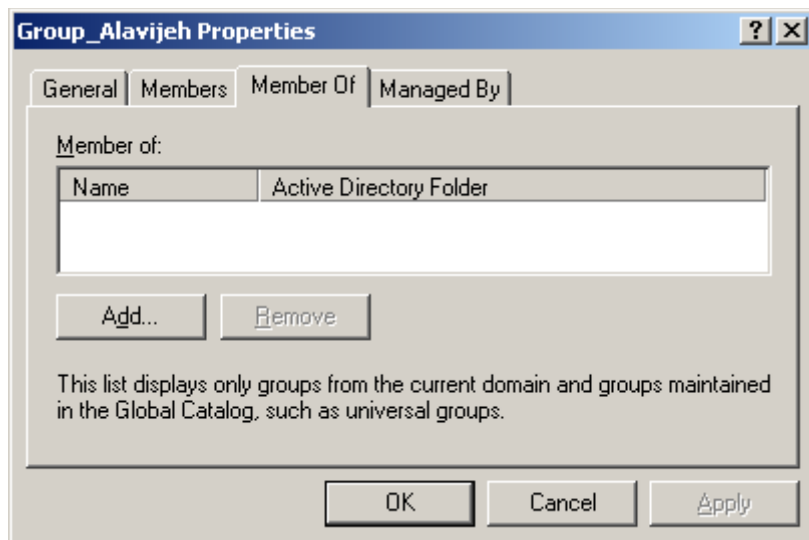 Group_Alavijeh Properties
General Members Member Of Managed By
Member of:
Name Active Directory Folder
Add... Remove
This list displays only groups from the current domain and groups maintained
in the Global Catalog, such as universal groups.
OK Cancel Apply